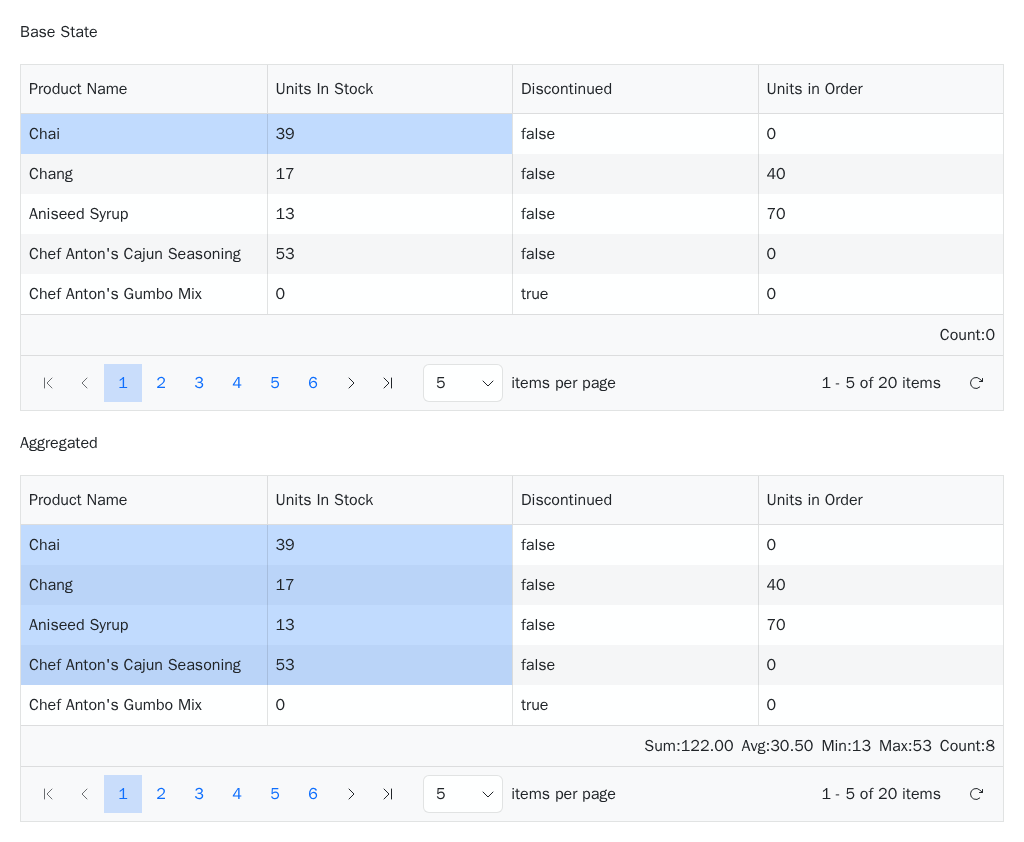 Base State
Product Name Units In Stock Discontinued Units in Order
Chai 39 false 0
Chang 17 false 40
Aniseed Syrup 13 false 70
Chef Anton's Cajun Seasoning 53 false 0
Chef Anton's Gumbo Mix 0 true 0
Count:0
1 2 3 4 5 6 5 items per page 1 - 5 of 20 items
Aggregated
Product Name Units In Stock Discontinued Units in Order
Chai 39 false 0
Chang 17 false 40
Aniseed Syrup 13 false 70
Chef Anton's Cajun Seasoning 53 false 0
Chef Anton's Gumbo Mix 0 true 0
Sum:122.00 Avg:30.50 Min:13 Max:53 Count:8
1 2 3 4 5 6 5 items per page 1 - 5 of 20 items